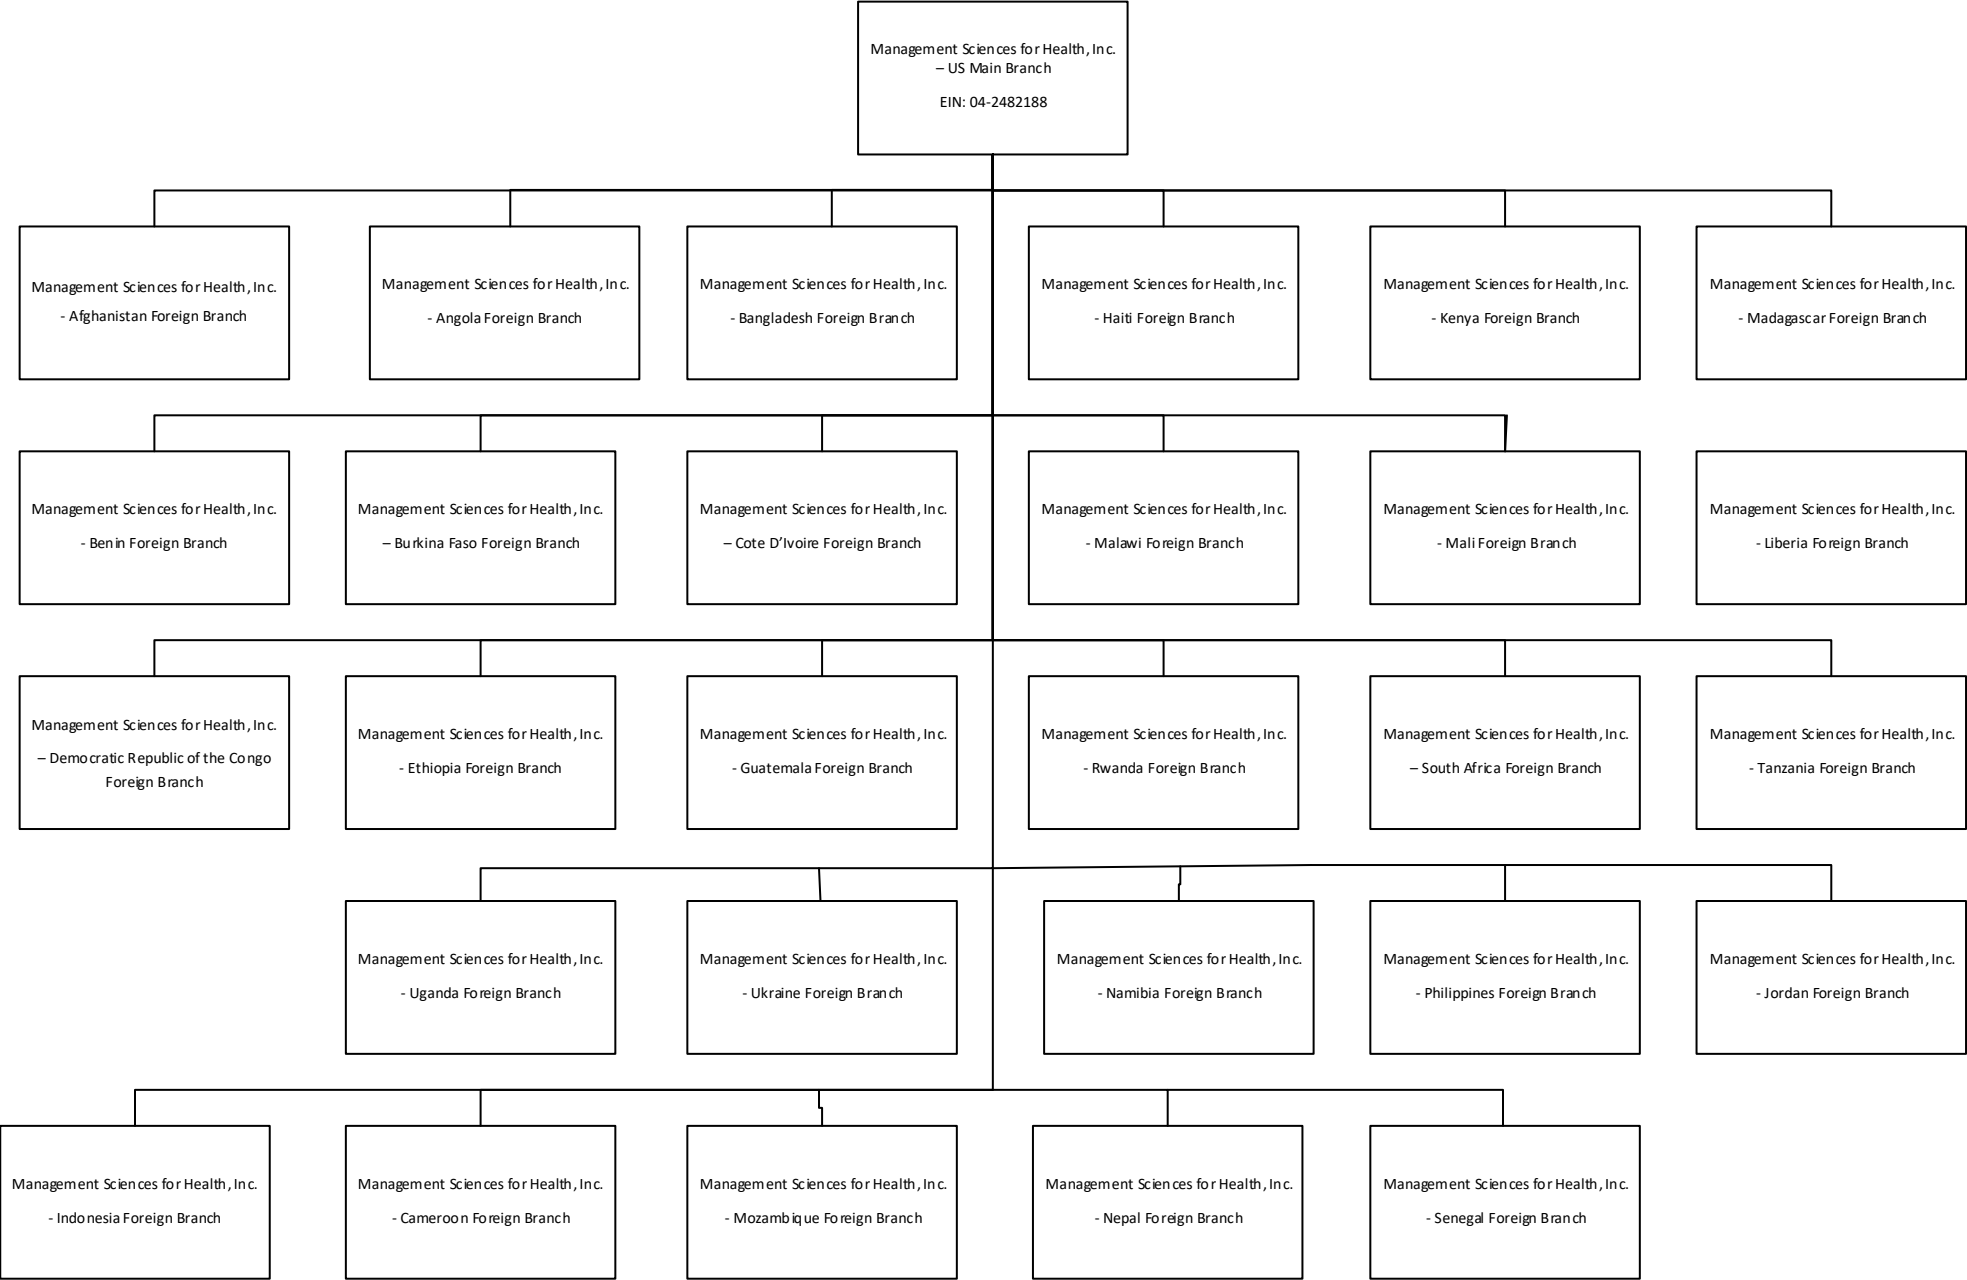 Management Sciences for Health, Inc.
– US Main Branch
EIN: 04-2482188
Management Sciences for Health, Inc.
- Afghanistan Foreign Branch
Management Sciences for Health, Inc.
- Angola Foreign Branch
Management Sciences for Health, Inc.
- Bangladesh Foreign Branch
Management Sciences for Health, Inc.
- Haiti Foreign Branch
Management Sciences for Health, Inc.
- Kenya Foreign Branch
Management Sciences for Health, Inc.
- Madagascar Foreign Branch
Management Sciences for Health, Inc.
- Benin Foreign Branch
Management Sciences for Health, Inc.
– Burkina Faso Foreign Branch
Management Sciences for Health, Inc.
– Cote D’Ivoire Foreign Branch
Management Sciences for Health, Inc.
- Malawi Foreign Branch
Management Sciences for Health, Inc.
- Mali Foreign Branch
Management Sciences for Health, Inc.
- Liberia Foreign Branch
Management Sciences for Health, Inc.
– Democratic Republic of the Congo
Foreign Branch
Management Sciences for Health, Inc.
- Ethiopia Foreign Branch
Management Sciences for Health, Inc.
- Guatemala Foreign Branch
Management Sciences for Health, Inc.
- Rwanda Foreign Branch
Management Sciences for Health, Inc.
– South Africa Foreign Branch
Management Sciences for Health, Inc.
- Tanzania Foreign Branch
Management Sciences for Health, Inc.
- Uganda Foreign Branch
Management Sciences for Health, Inc.
- Ukraine Foreign Branch
Management Sciences for Health, Inc.
- Namibia Foreign Branch
Management Sciences for Health, Inc.
- Philippines Foreign Branch
Management Sciences for Health, Inc.
- Jordan Foreign Branch
Management Sciences for Health, Inc.
- Indonesia Foreign Branch
Management Sciences for Health, Inc.
- Cameroon Foreign Branch
Management Sciences for Health, Inc.
- Mozambique Foreign Branch
Management Sciences for Health, Inc.
- Nepal Foreign Branch
Management Sciences for Health, Inc.
- Senegal Foreign Branch